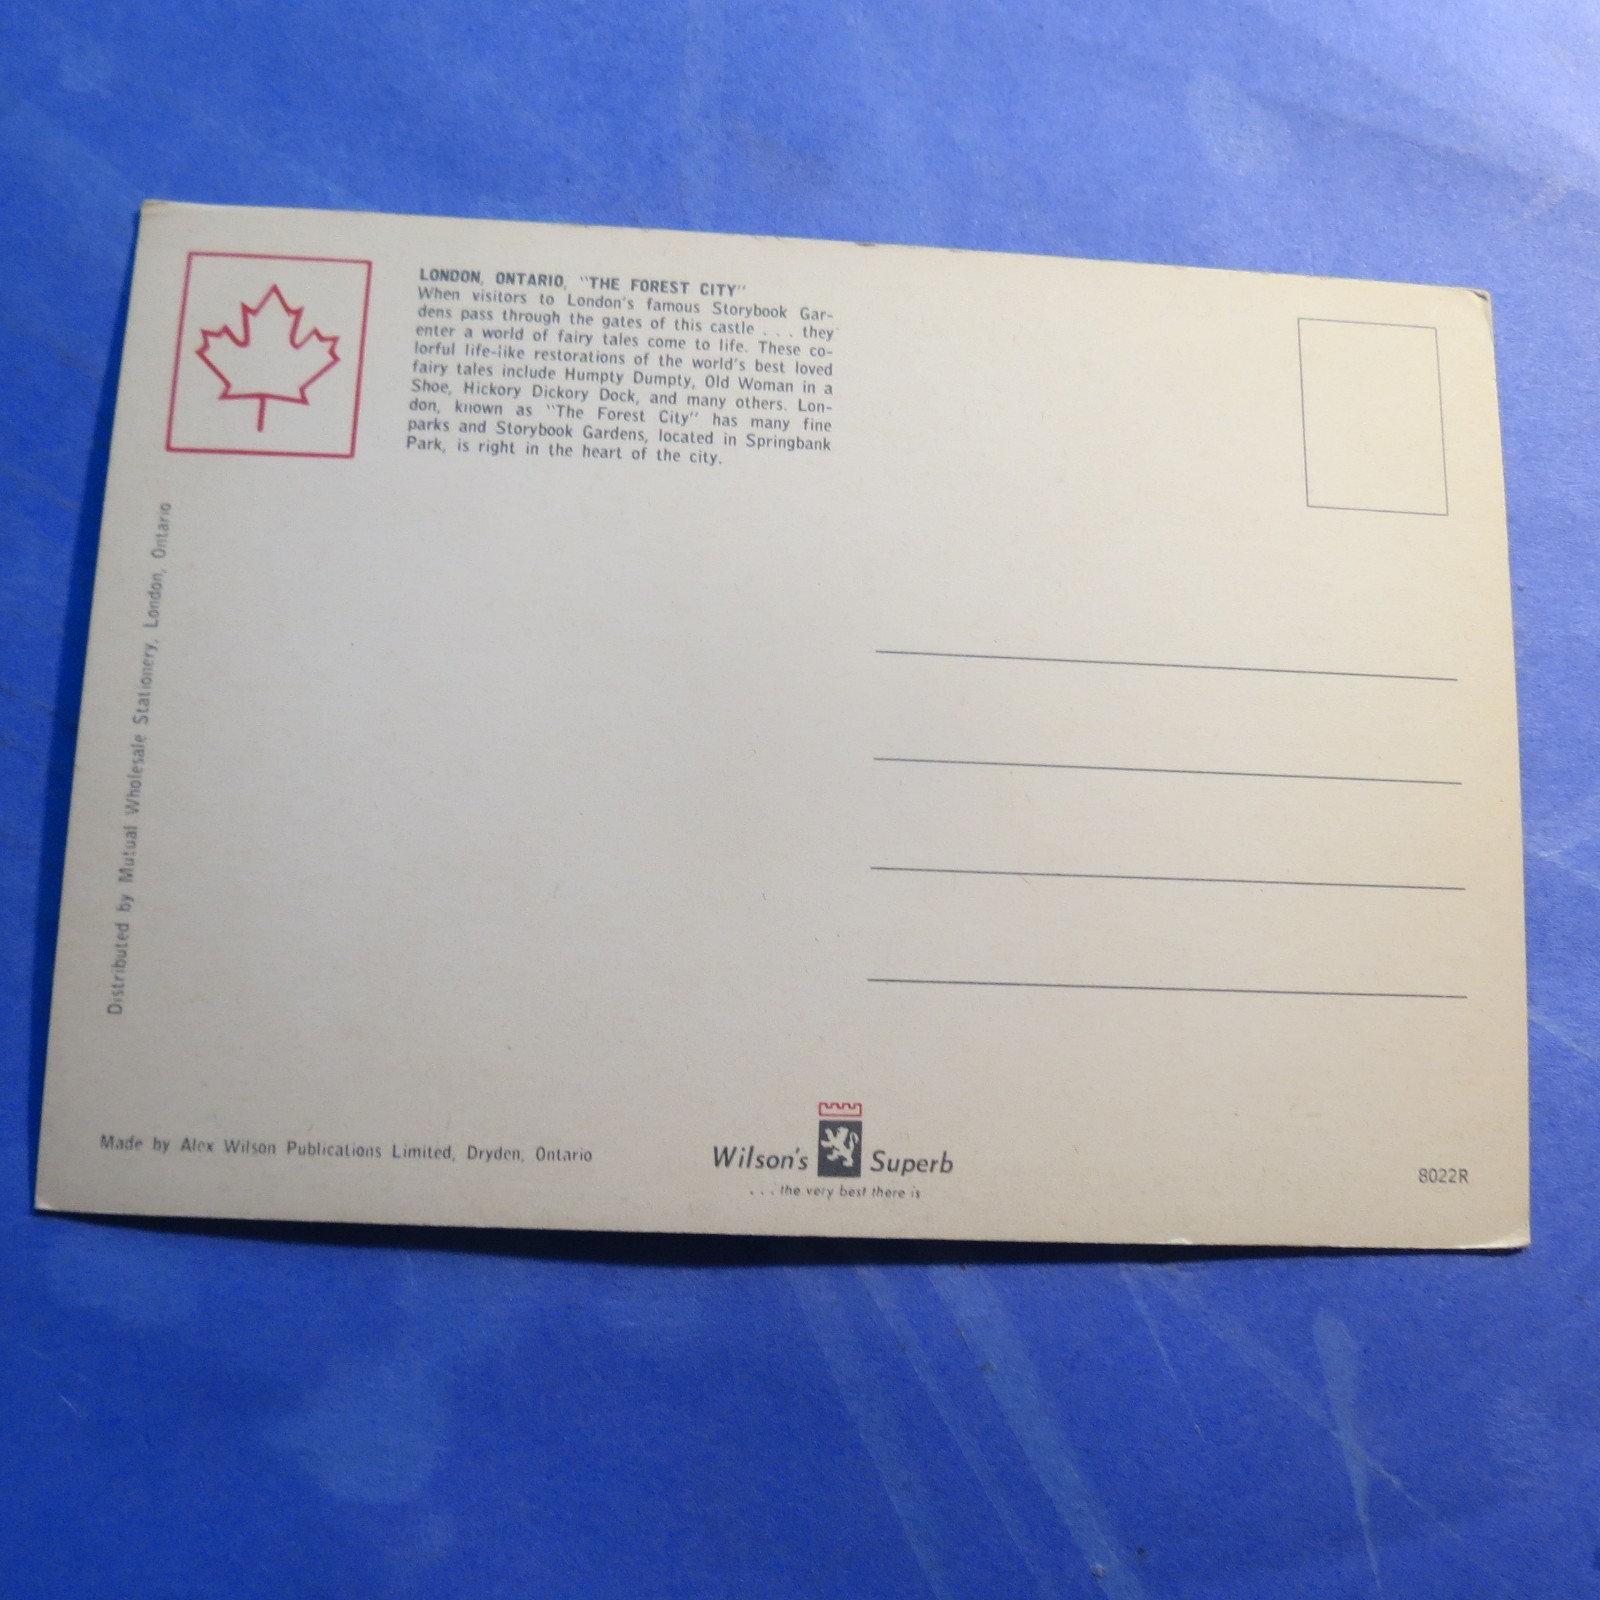 LONDON, ONTARIO, "THE FOREST CITY"
When visitors to London's famous Storybook Gar-
dens pass through the gates of this castle . . . they
enter a world of fairy tales come to life. These co-
lorful life-like restorations of the world's best loved
fairy tales include Humpty Dumpty, Old Woman in a
Shoe, Hickory Dickory Dock, and many others. Lon-
don, known as "The Forest City" has many fine
parks and Storybook Gardens, located in Springbank
Park, is right in the heart of the city.
Distributed by Mutual Wholesale Stationery, London, Ontario
Made by Alex Wilson Publications Limited, Dryden, Ontario
Wilson's Superb
. . . the very best there is
8022R